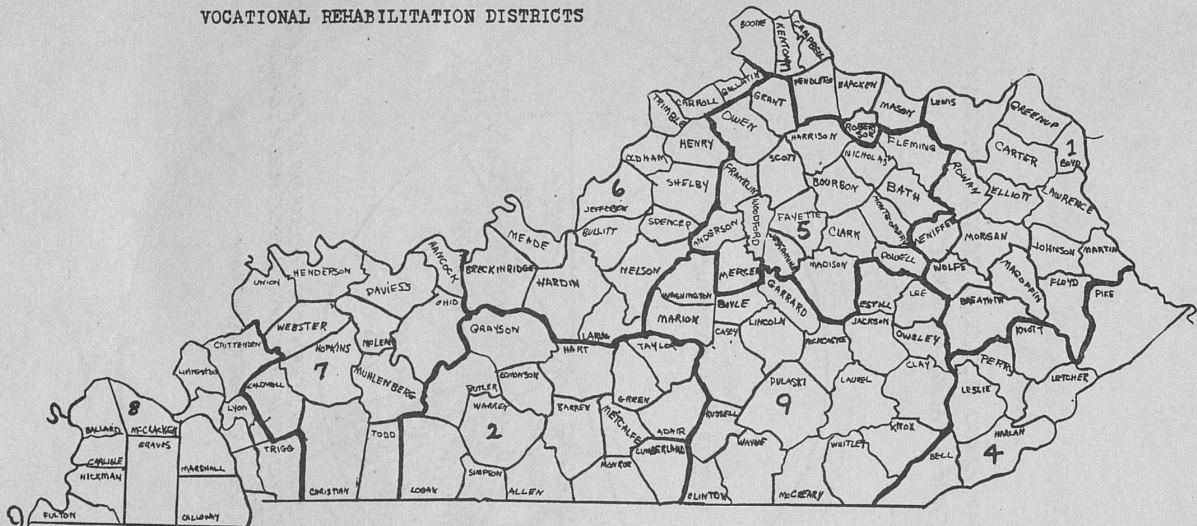 VOCATIONAL REHABILITATION DISTRICTS
BOONE
KENTON
CAMPBELL
GALLATIN
PENDLETON
BRACKEN
CARROLL
GRANT
MASON
LEWIS
GREENUP
TRIMBLE
OWEN
ROBERT
SON
HENRY
HARRISON
FLEMING
CARTER
1
BOYD
OLDHAM
SCOTT
NICHOLAS
ROWAN
6
SHELBY
FRANKLIN
BOURBON
BATH
ELLIOTT
LAWRENCE
JEFFERSON
WOODFORD
FAYETTE
5
MONTGOMERY
BULLITT
SPENCER
ANDERSON
CLARK
MENIFEE
MORGAN
JOHNSON
MARTIN
MEADE
HANCOCK
BRECKINRIDGE
NELSON
MERCER
MADISON
POWELL
WOLFE
MAGOFFIN
FLOYD
PIKE
HENDERSON
UNION
DAVIESS
HARDIN
WASHINGTON
GARRARD
ESTILL
LEE
BREATHITT
OHIO
BOYLE
WEBSTER
MCLEAN
GRAYSON
LARUE
MARION
CASEY
LINCOLN
JACKSON
OWSLEY
KNOTT
CRITTENDEN
HOPKINS
HART
TAYLOR
CLAY
PERRY
LETCHER
LIVINGSTON
7
MUHLENBERG
EDMONSON
CALDWELL
BUTLER
GREEN
PULASKI
LAUREL
LESLIE
8
LYON
WARREN
BARREN
METCALFE
ADAIR
RUSSELL
9
KNOX
BALLARD
MCCRACKEN
2
HARLAN
GRAVES
TODD
WAYNE
WHITLEY
BELL
4
CARLISLE
TRIGG
CUMBERLAND
MARSHALL
MONROE
HICKMAN
SIMPSON
CHRISTIAN
LOGAN
ALLEN
CLINTON
MCCREARY
FULTON
CALLOWAY